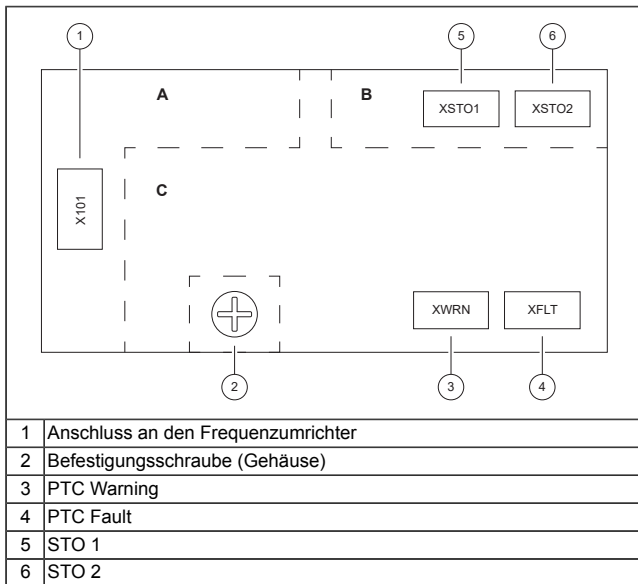 1 5 6
A B XSTO1 XSTO2
C
X101
XWRN XFLT
2 3 4
1 Anschluss an den Frequenzumrichter
2 Befestigungsschraube (Gehäuse)
3 PTC Warning
4 PTC Fault
5 STO 1
6 STO 2